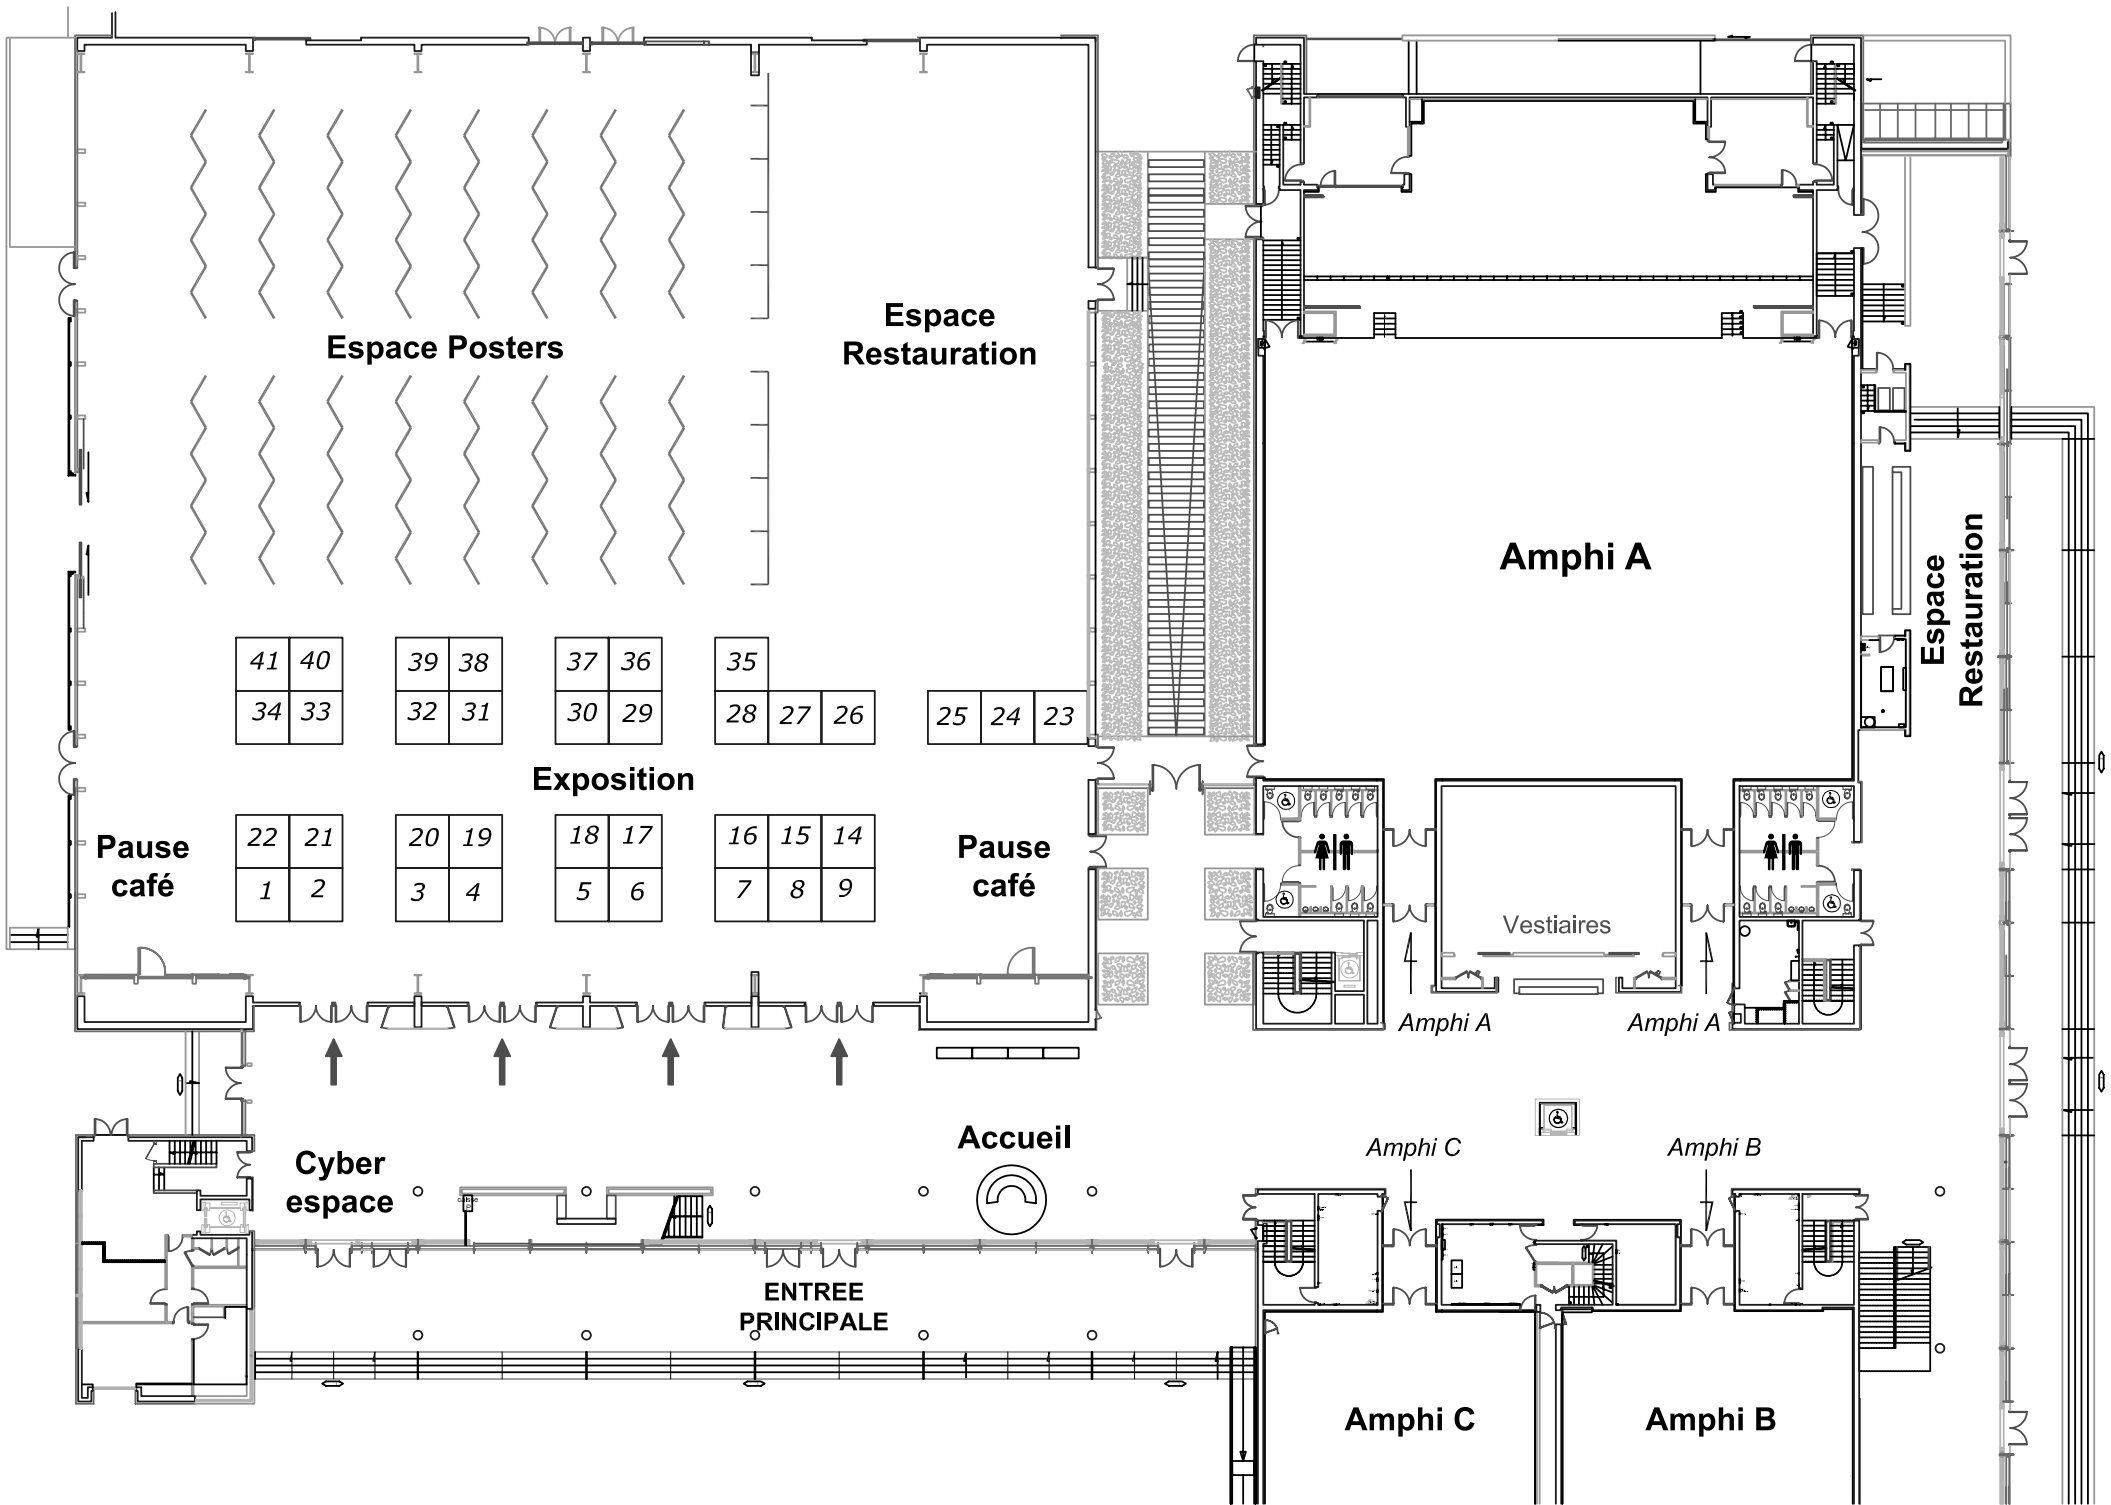 Espace Posters
Espace
Restauration
41 40 39 38 37 36 35
34 33 32 31 30 29 28 27 26 25 24 23
Exposition
22 21 20 19 18 17 16 15 14
1 2 3 4 5 6 7 8 9
Pause
café
Pause
café
Amphi A
Espace
Restauration
Vestiaires
Amphi A
Amphi A
Accueil
Cyber
espace
caisse
Amphi C
Amphi B
ENTREE
PRINCIPALE
Amphi C
Amphi B